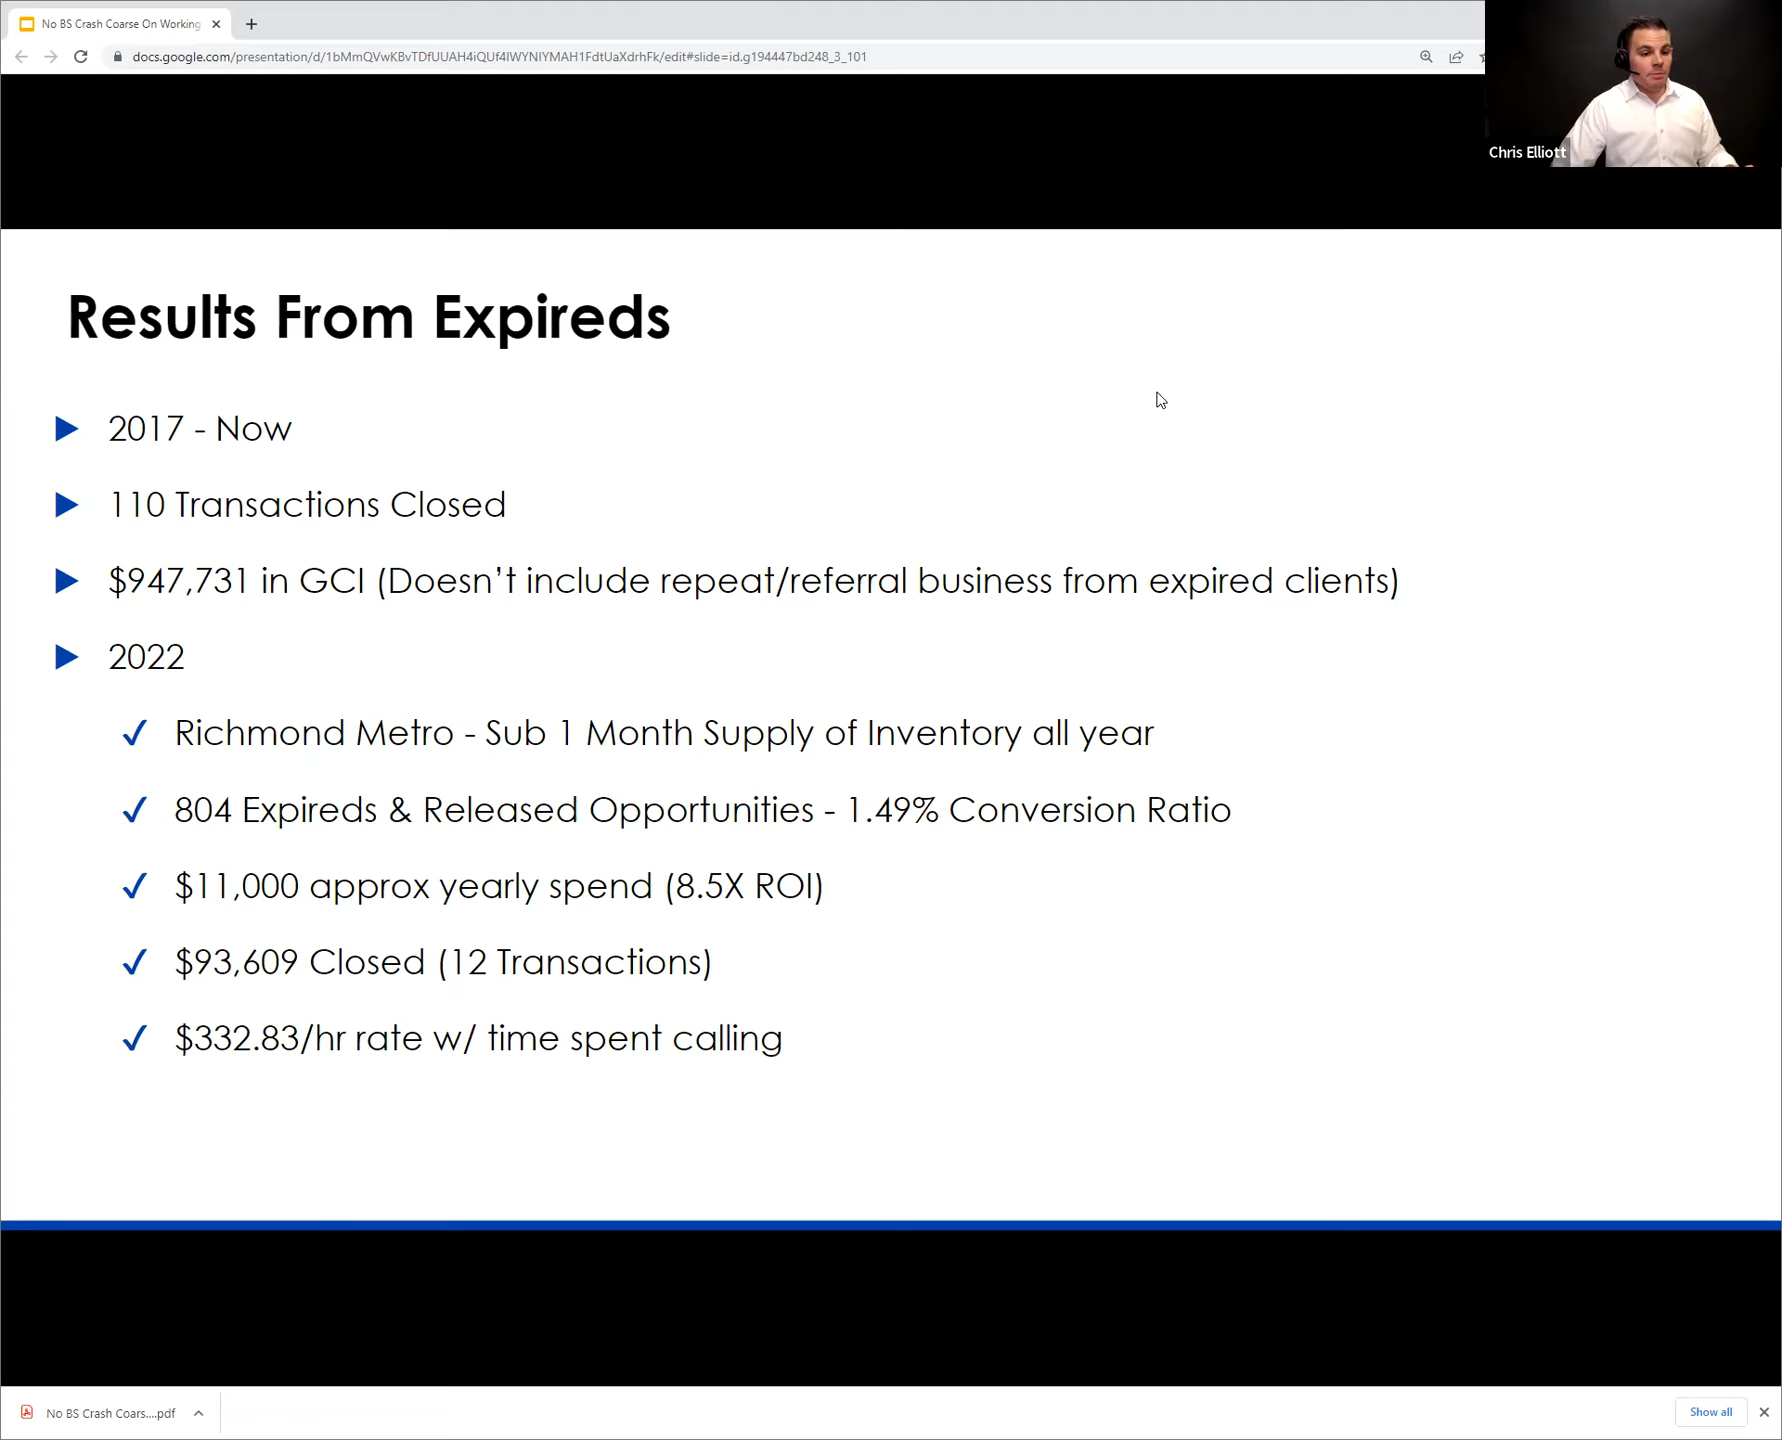 No BS Crash Coarse On Working
docs.google.com/presentation/d/1bMmQVwKBvTDfUUAH4iQUf4IWYNIYMAH1FdtUaXdrhFk/edit#slide=id.g194447bd248_3_101
Chris Elliott
Results From Expireds
2017 - Now
110 Transactions Closed
$947,731 in GCI (Doesn’t include repeat/referral business from expired clients)
2022
Richmond Metro - Sub 1 Month Supply of Inventory all year
804 Expireds & Released Opportunities - 1.49% Conversion Ratio
$11,000 approx yearly spend (8.5X ROI)
$93,609 Closed (12 Transactions)
$332.83/hr rate w/ time spent calling
No BS Crash Coars....pdf
Show all